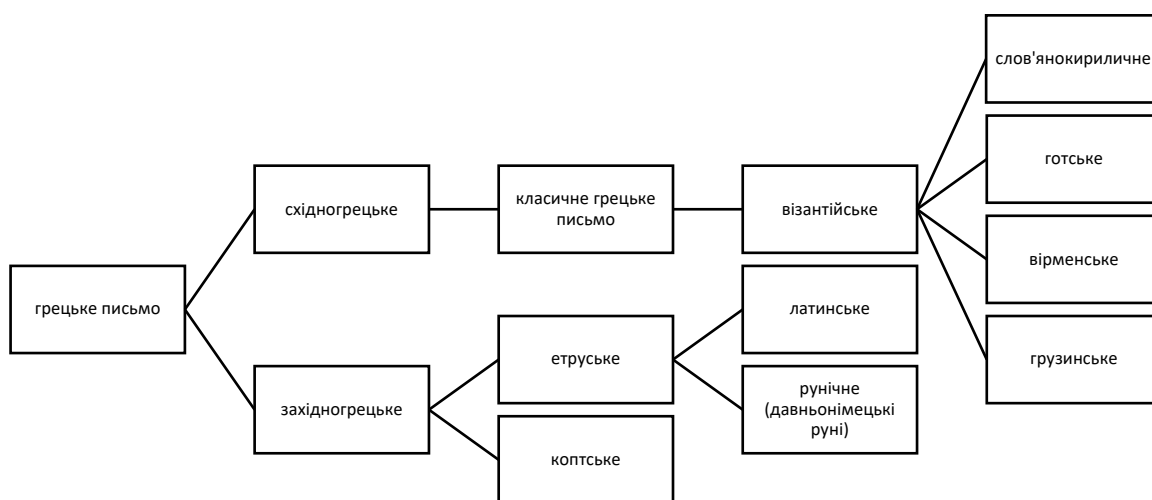 грецьке письмо
східногрецьке
класичне грецьке
письмо
візантійське
слов'янокириличне
готське
вірменське
грузинське
західногрецьке
етруське
латинське
рунічне
(давньонімецькі
руні)
коптське